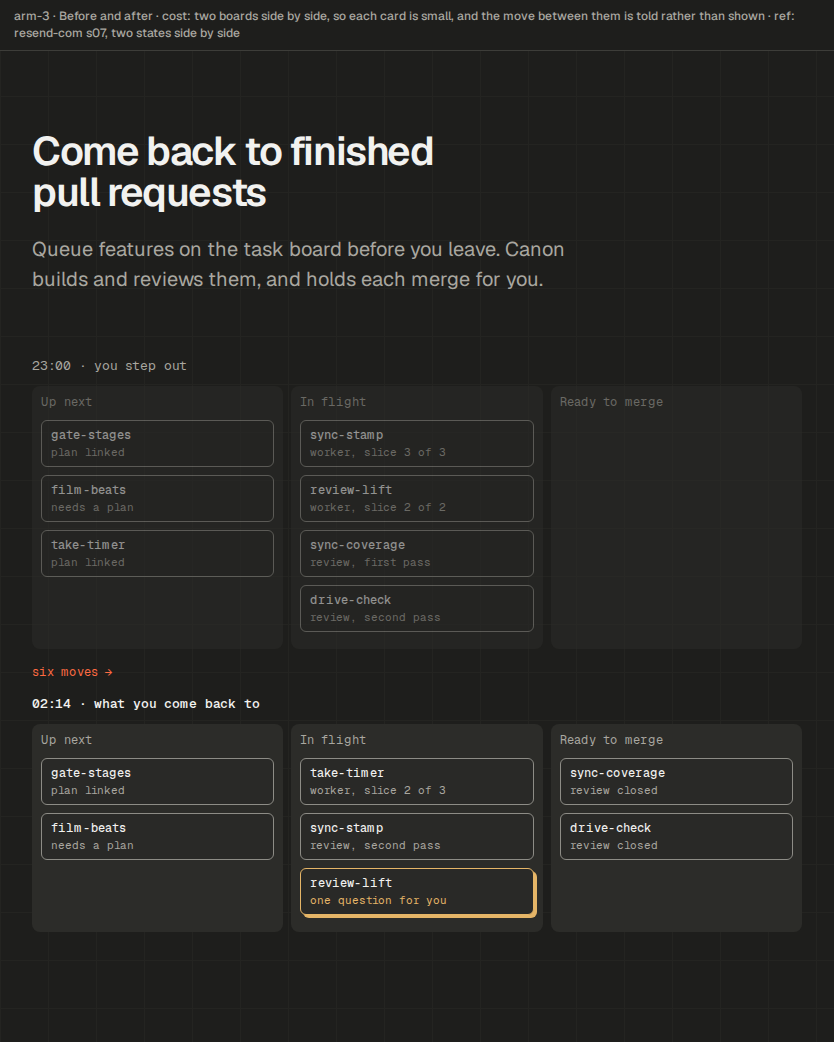 arm-3 · Before and after · cost: two boards side by side, so each card is small, and the move between them is told rather than shown · ref:
resend-com s07, two states side by side
Come back to finished
pull requests
Queue features on the task board before you leave. Canon
builds and reviews them, and holds each merge for you.
23:00 · you step out
Up next
gate-stages
plan linked
film-beats
needs a plan
take-timer
plan linked
In flight
sync-stamp
worker, slice 3 of 3
review-lift
worker, slice 2 of 2
sync-coverage
review, first pass
drive-check
review, second pass
Ready to merge
six moves →
02:14 · what you come back to
Up next
gate-stages
plan linked
film-beats
needs a plan
In flight
take-timer
worker, slice 2 of 3
sync-stamp
review, second pass
review-lift
one question for you
Ready to merge
sync-coverage
review closed
drive-check
review closed